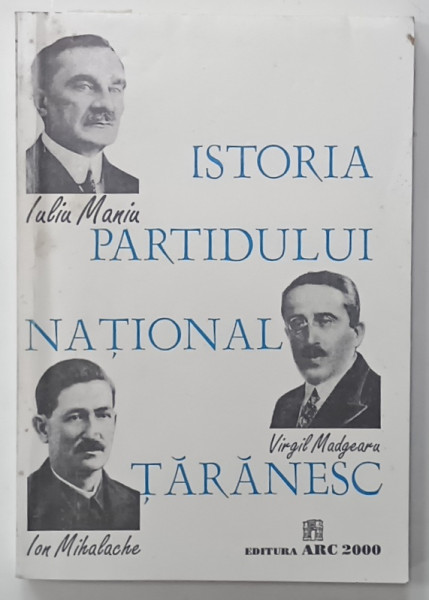 ISTORIA
Iuliu Maniu
PARTIDULUI
NAȚIONAL
Virgil Madgearu
ȚĂRĂNESC
Ion Mihalache
EDITURA ARC 2000